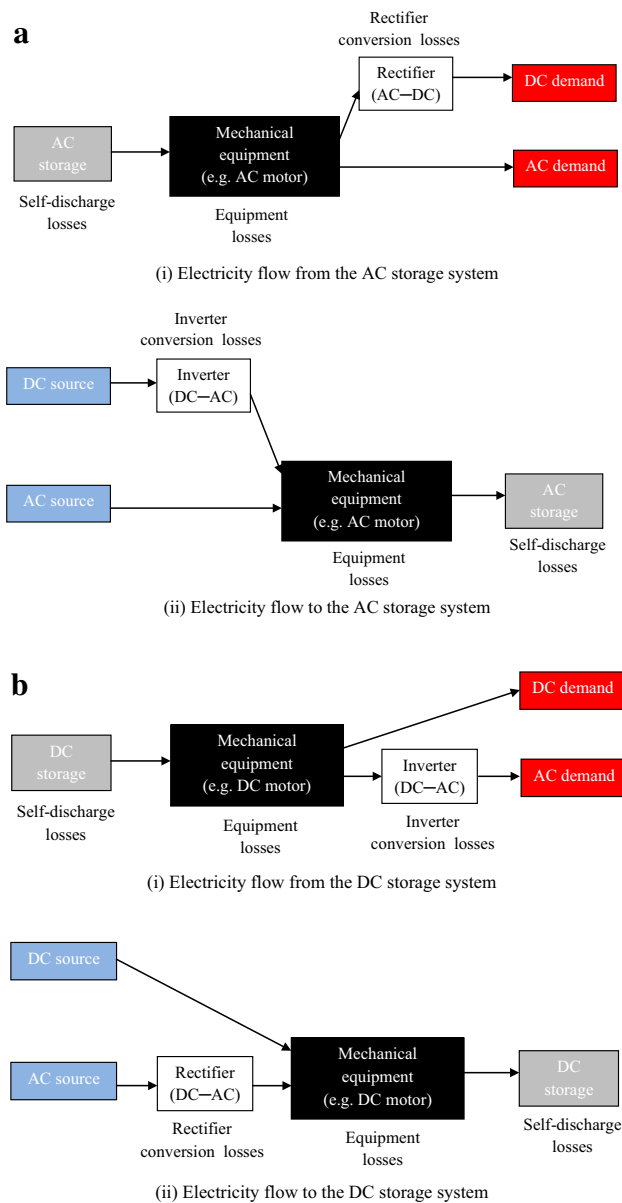 a
Rectifier
conversion losses
Rectifier
(AC─DC)
DC demand
AC
storage
Mechanical
equipment
(e.g. AC motor)
AC demand
Self-discharge
losses
Equipment
losses
(i) Electricity flow from the AC storage system
Inverter
conversion losses
DC source
Inverter
(DC─AC)
AC source
Mechanical
equipment
(e.g. AC motor)
AC
storage
Equipment
losses
Self-discharge
losses
(ii) Electricity flow to the AC storage system
b
DC demand
DC
storage
Mechanical
equipment
(e.g. DC motor)
Inverter
(DC─AC)
AC demand
Self-discharge
losses
Equipment
losses
Inverter
conversion losses
(i) Electricity flow from the DC storage system
DC source
AC source
Rectifier
(DC─AC)
Mechanical
equipment
(e.g. DC motor)
DC
storage
Rectifier
conversion losses
Equipment
losses
Self-discharge
losses
(ii) Electricity flow to the DC storage system